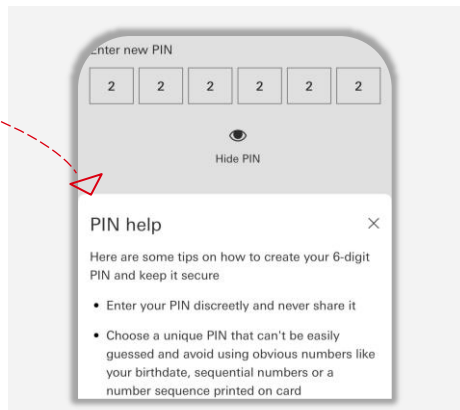 Enter new PIN
2 2 2 2 2 2
Hide PIN
PIN help
Here are some tips on how to create your 6-digit
PIN and keep it secure
• Enter your PIN discreetly and never share it
• Choose a unique PIN that can't be easily
guessed and avoid using obvious numbers like
your birthdate, sequential numbers or a
number sequence printed on card